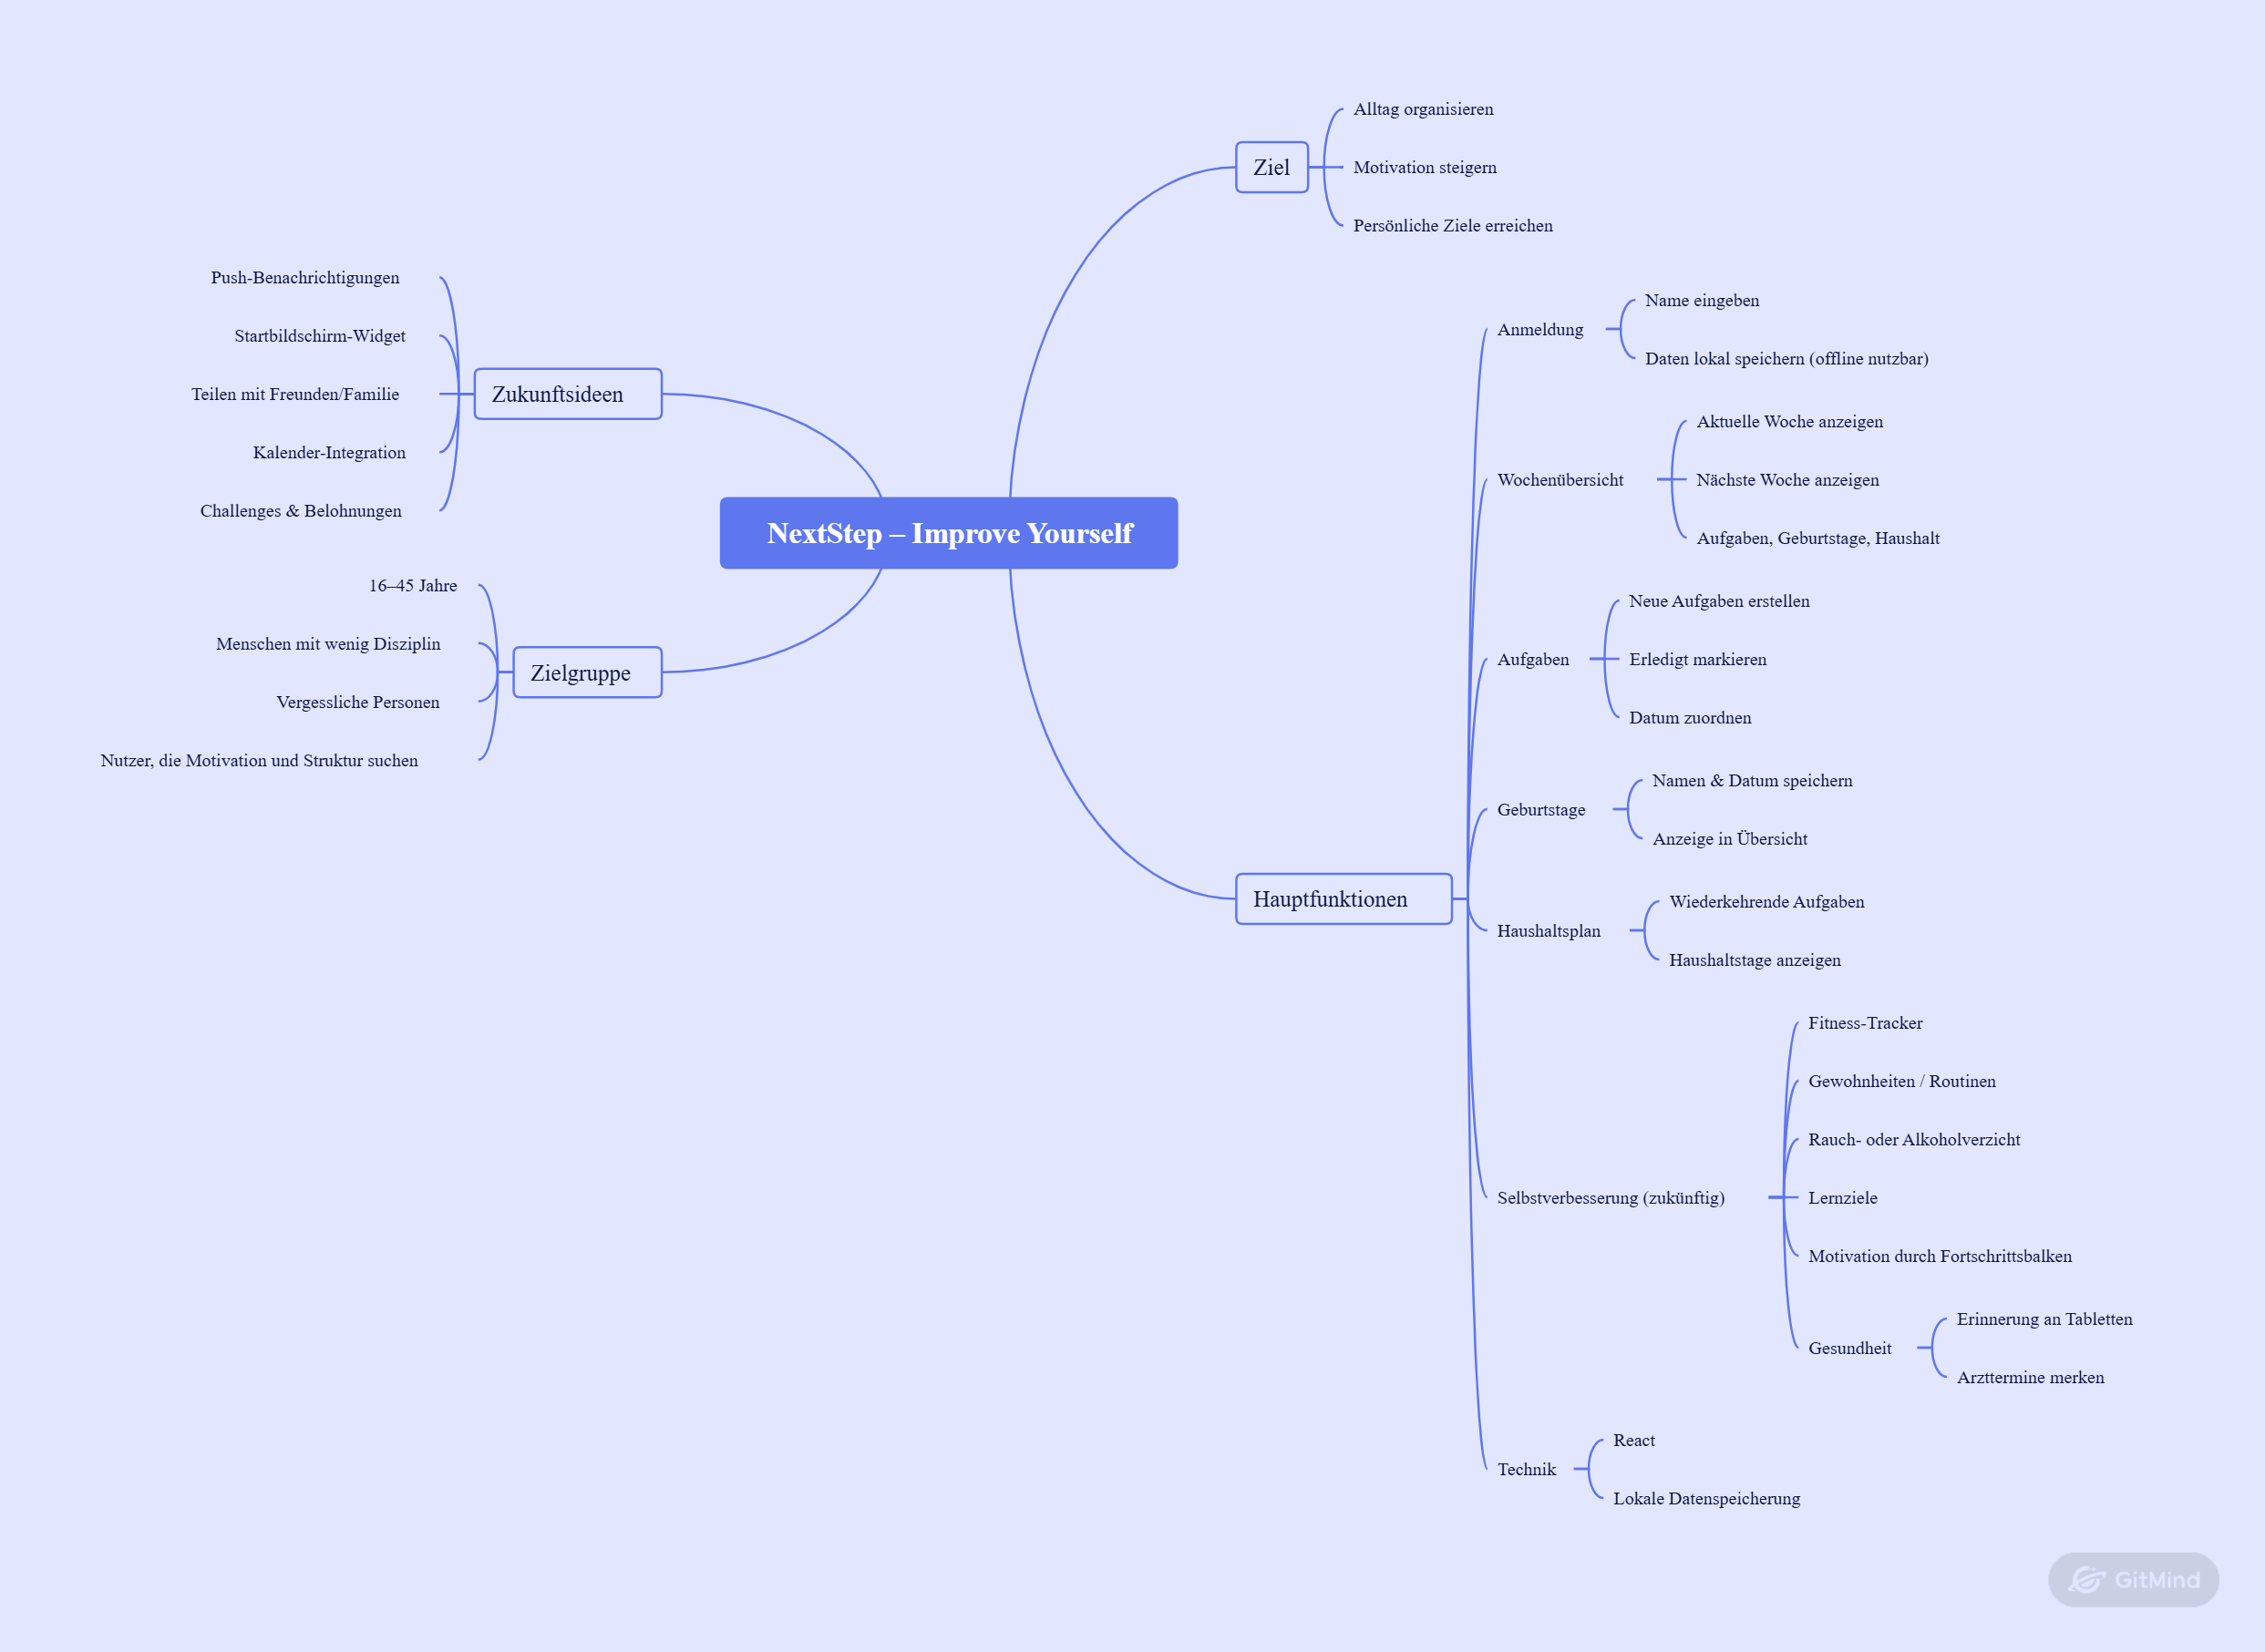 NextStep – Improve Yourself
Ziel
Alltag organisieren
Motivation steigern
Persönliche Ziele erreichen
Hauptfunktionen
Anmeldung
Name eingeben
Daten lokal speichern (offline nutzbar)
Wochenübersicht
Aktuelle Woche anzeigen
Nächste Woche anzeigen
Aufgaben, Geburtstage, Haushalt
Aufgaben
Neue Aufgaben erstellen
Erledigt markieren
Datum zuordnen
Geburtstage
Namen & Datum speichern
Anzeige in Übersicht
Haushaltsplan
Wiederkehrende Aufgaben
Haushaltstage anzeigen
Selbstverbesserung (zukünftig)
Fitness-Tracker
Gewohnheiten / Routinen
Rauch- oder Alkoholverzicht
Lernziele
Motivation durch Fortschrittsbalken
Gesundheit
Erinnerung an Tabletten
Arzttermine merken
Technik
React
Lokale Datenspeicherung
Zukunftsideen
Push-Benachrichtigungen
Startbildschirm-Widget
Teilen mit Freunden/Familie
Kalender-Integration
Challenges & Belohnungen
Zielgruppe
16–45 Jahre
Menschen mit wenig Disziplin
Vergessliche Personen
Nutzer, die Motivation und Struktur suchen
GitMind